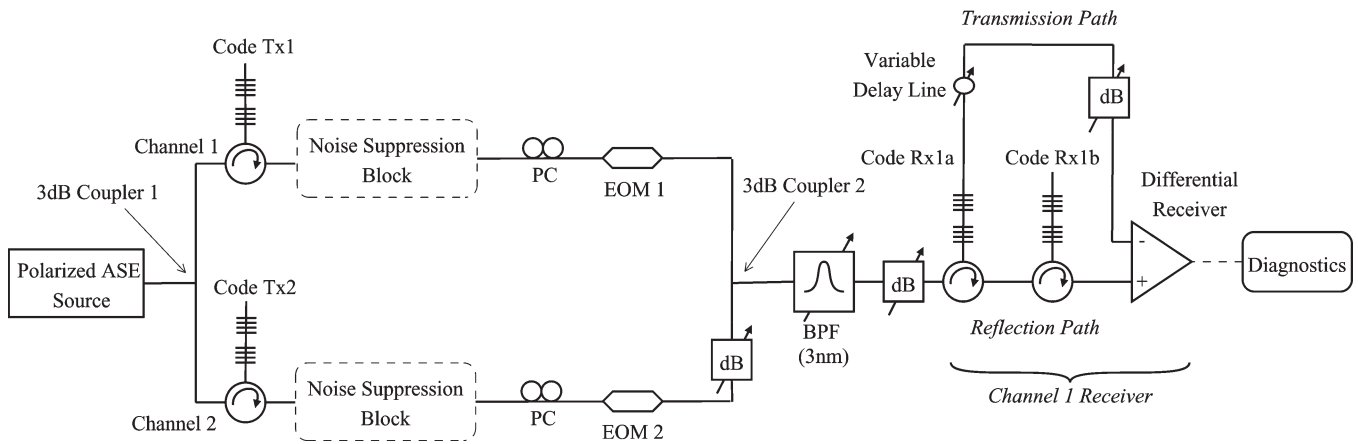 Transmission Path
Code Tx1
Variable
Delay Line
dB
Channel 1
Noise Suppression
Block
PC
EOM 1
3dB Coupler 1
3dB Coupler 2
Code Rx1a
Code Rx1b
Differential
Receiver
Polarized ASE
Source
Code Tx2
-
+
dB
Diagnostics
BPF
(3nm)
Reflection Path
dB
Channel 2
Noise Suppression
Block
PC
EOM 2
Channel 1 Receiver